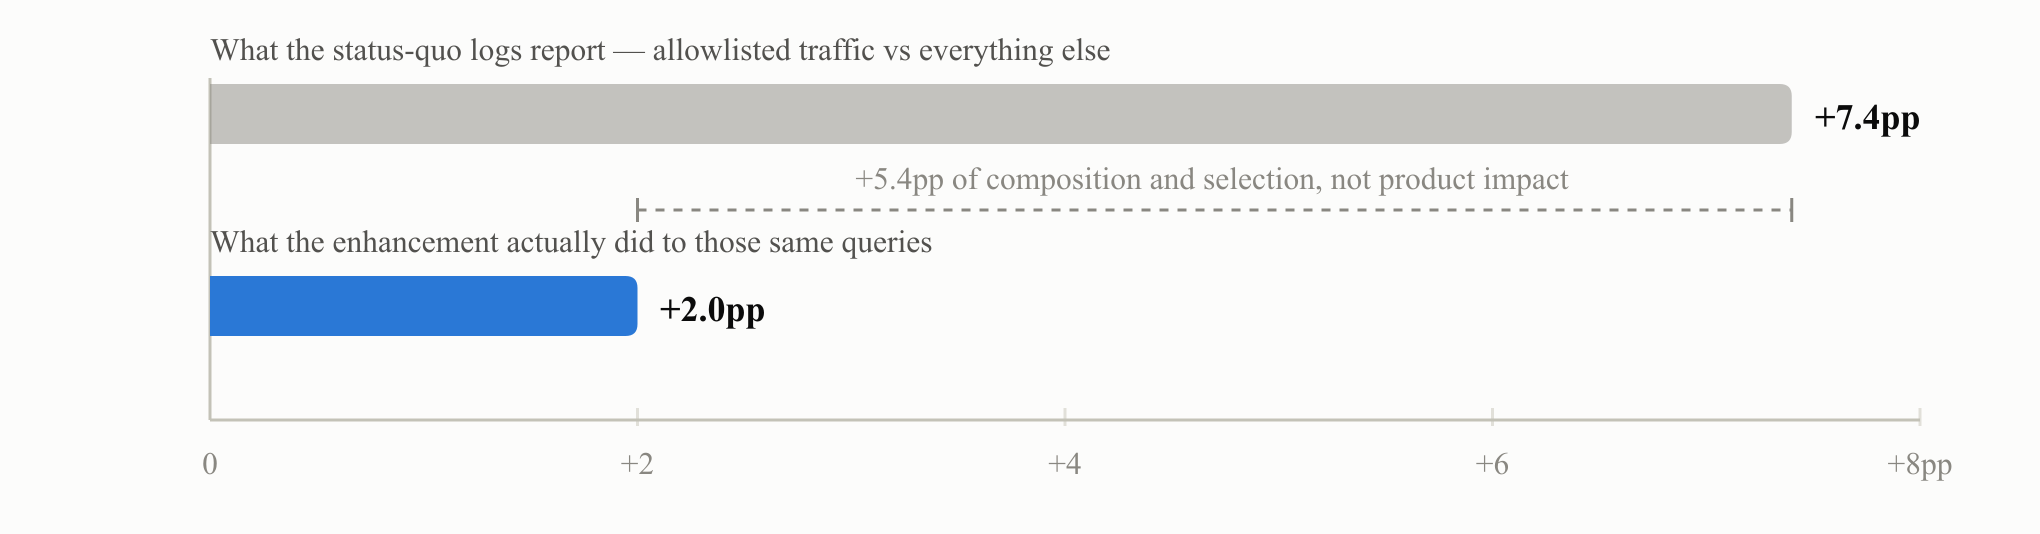 What the status-quo logs report — allowlisted traffic vs everything else
+7.4pp
+5.4pp of composition and selection, not product impact
What the enhancement actually did to those same queries
+2.0pp
0 +2 +4 +6 +8pp